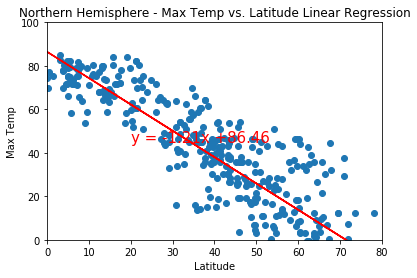 Northern Hemisphere - Max Temp vs. Latitude Linear Regression
100
80
60
40
20
0
Max Temp
y = -1.21x +86.46
0 10 20 30 40 50 60 70 80
Latitude